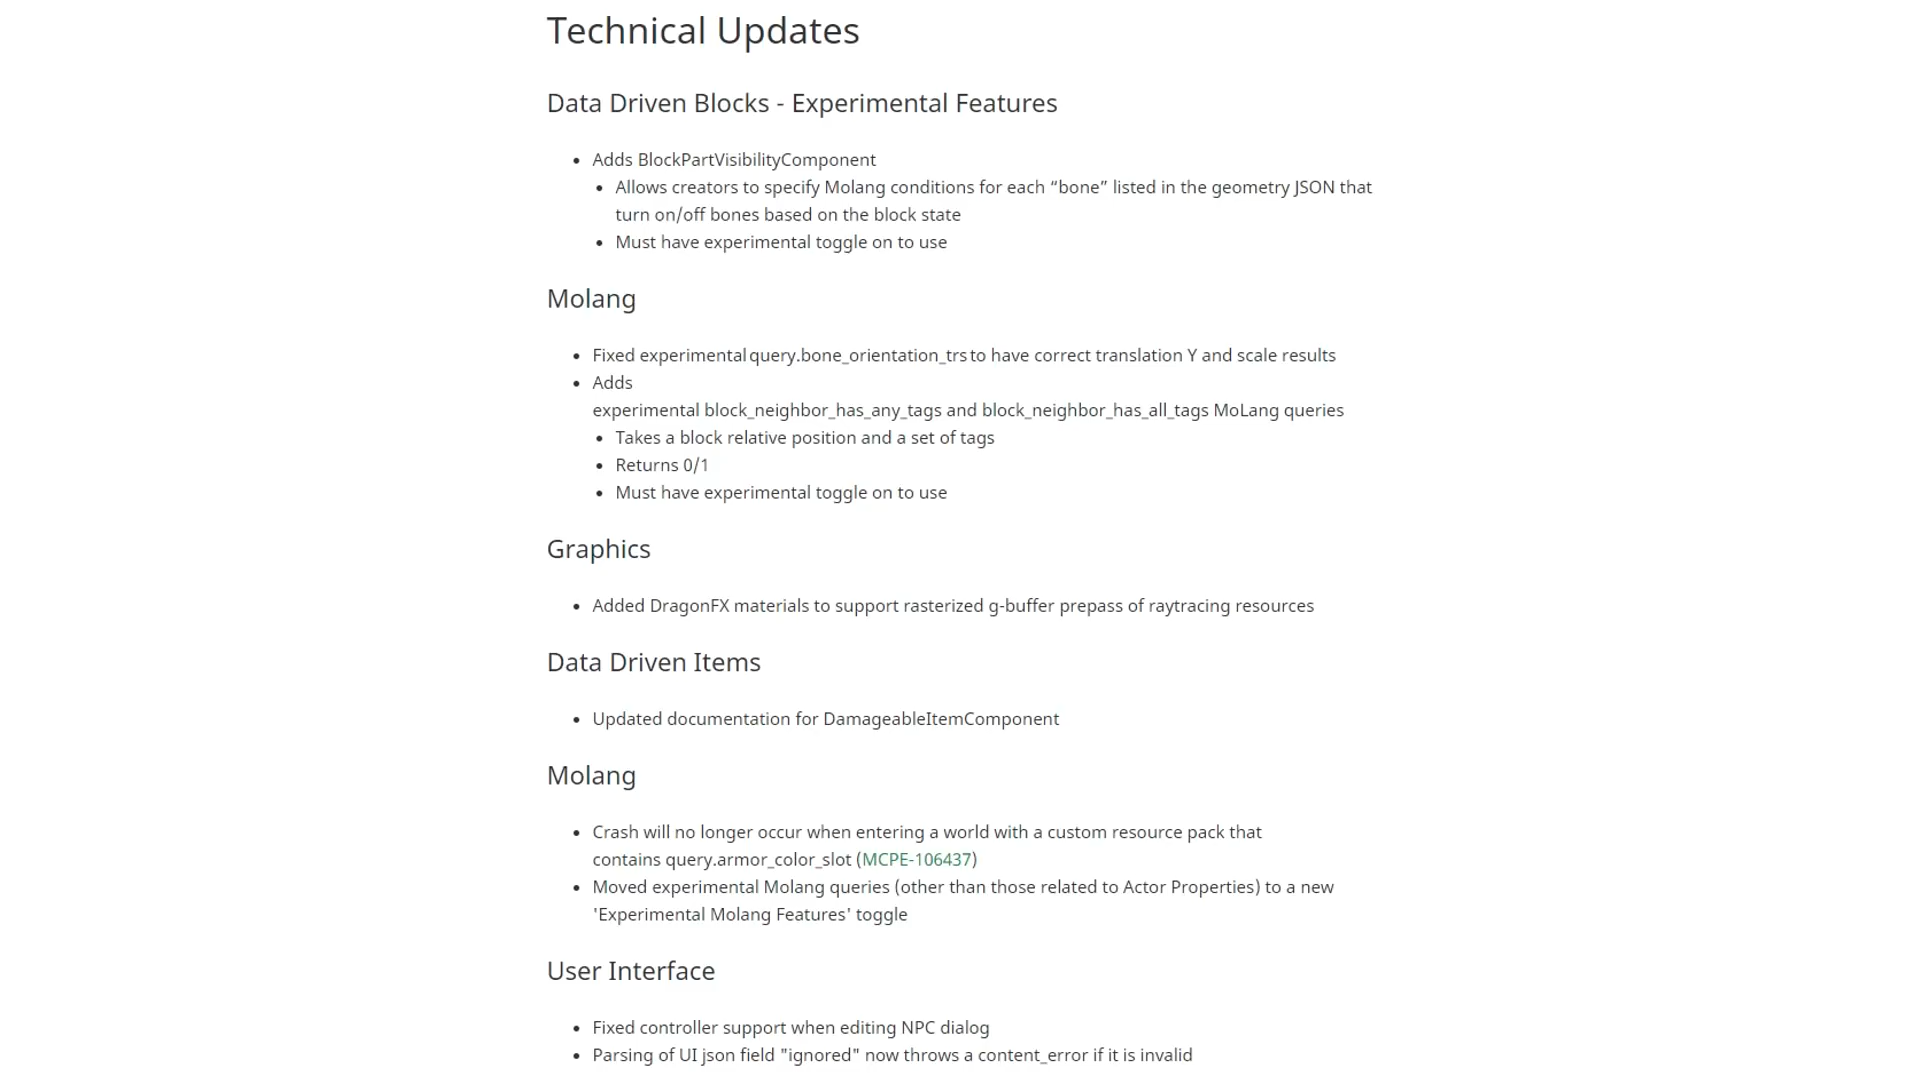 Technical Updates
Data Driven Blocks - Experimental Features
• Adds BlockPartVisibilityComponent
• Allows creators to specify Molang conditions for each “bone” listed in the geometry JSON that
turn on/off bones based on the block state
• Must have experimental toggle on to use
Molang
• Fixed experimental query.bone_orientation_trs to have correct translation Y and scale results
• Adds
experimental block_neighbor_has_any_tags and block_neighbor_has_all_tags MoLang queries
• Takes a block relative position and a set of tags
• Returns 0/1
• Must have experimental toggle on to use
Graphics
• Added DragonFX materials to support rasterized g-buffer prepass of raytracing resources
Data Driven Items
• Updated documentation for DamageableItemComponent
Molang
• Crash will no longer occur when entering a world with a custom resource pack that
contains query.armor_color_slot (MCPE-106437)
• Moved experimental Molang queries (other than those related to Actor Properties) to a new
'Experimental Molang Features' toggle
User Interface
• Fixed controller support when editing NPC dialog
• Parsing of UI json field "ignored" now throws a content_error if it is invalid